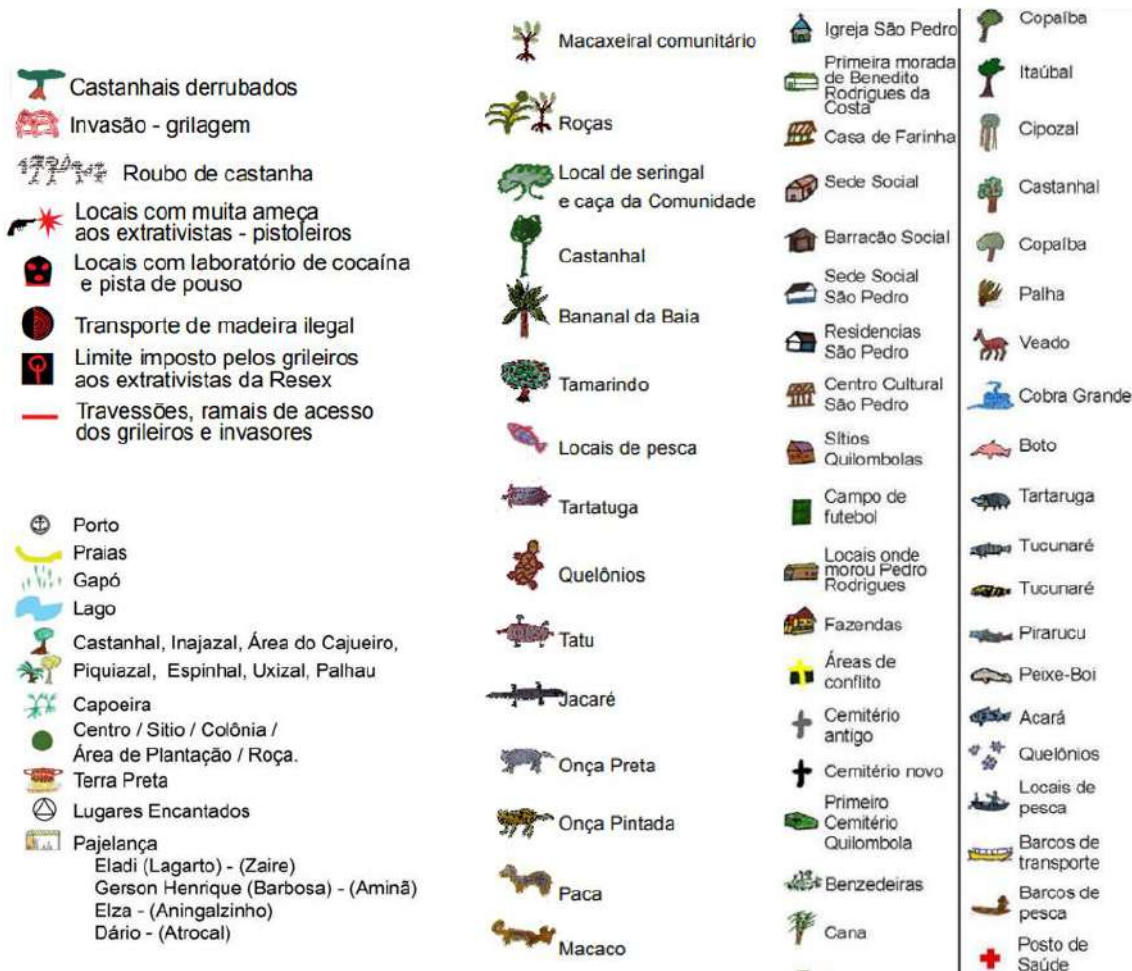 Castanhais derrubados
Invasão - grilagem
Roubo de castanha
Locais com muita ameça
aos extrativistas - pistoleiros
Locais com laboratório de cocaína
e pista de pouso
Transporte de madeira ilegal
Limite imposto pelos grileiros
aos extrativistas da Resex
Travessões, ramais de acesso
dos grileiros e invasores
Porto
Praias
Gapó
Lago
Castanhal, Inajazal, Área do Cajueiro,
Piquiazal, Espinhal, Uxizal, Palhau
Capoeira
Centro / Sitio / Colônia /
Área de Plantação / Roça.
Terra Preta
Lugares Encantados
Pajelança
Eladi (Lagarto) - (Zaire)
Gerson Henrique (Barbosa) - (Aminã)
Elza - (Aningalzinho)
Dário - (Atrocal)
Macaxeiral comunitário
Roças
Local de seringal
e caça da Comunidade
Castanhal
Bananal da Baia
Tamarindo
Locais de pesca
Tartatuga
Quelônios
Tatu
Jacaré
Onça Preta
Onça Pintada
Paca
Macaco
Igreja São Pedro
Primeira morada
de Benedito
Rodrigues da
Costa
Casa de Farinha
Sede Social
Barracão Social
Sede Social
São Pedro
Residencias
São Pedro
Centro Cultural
São Pedro
Sítios
Quilombolas
Campo de
futebol
Locais onde
morou Pedro
Rodrigues
Fazendas
Áreas de
conflito
Cemitério
antigo
Cemitério novo
Primeiro
Cemitério
Quilombola
Benzedeiras
Cana
Copaíba
Itaúbal
Cipozal
Castanhal
Copaíba
Palha
Veado
Cobra Grande
Boto
Tartaruga
Tucunaré
Tucunaré
Pirarucu
Peixe-Boi
Acará
Quelônios
Locais de
pesca
Barcos de
transporte
Barcos de
pesca
Posto de
Saúde